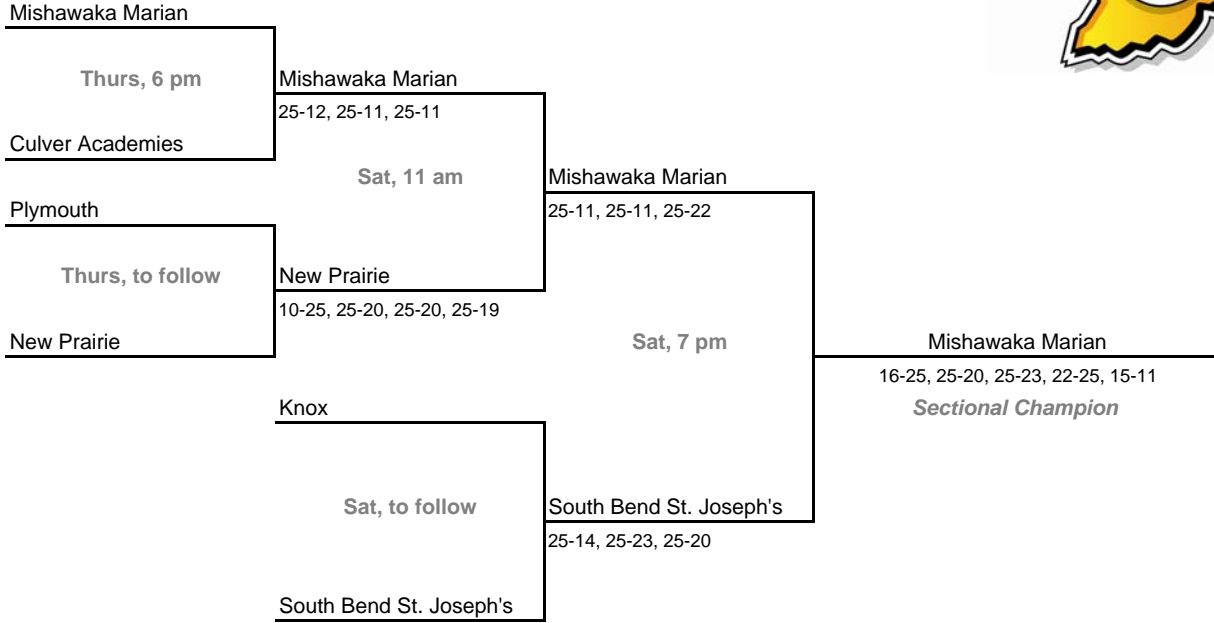 Mishawaka Marian
Thurs, 6 pm
Mishawaka Marian
25-12, 25-11, 25-11
Culver Academies
Sat, 11 am
Mishawaka Marian
Plymouth
25-11, 25-11, 25-22
Thurs, to follow
New Prairie
10-25, 25-20, 25-20, 25-19
New Prairie
Sat, 7 pm
Mishawaka Marian
16-25, 25-20, 25-23, 22-25, 15-11
Knox
Sectional Champion
Sat, to follow
South Bend St. Joseph's
25-14, 25-23, 25-20
South Bend St. Joseph's